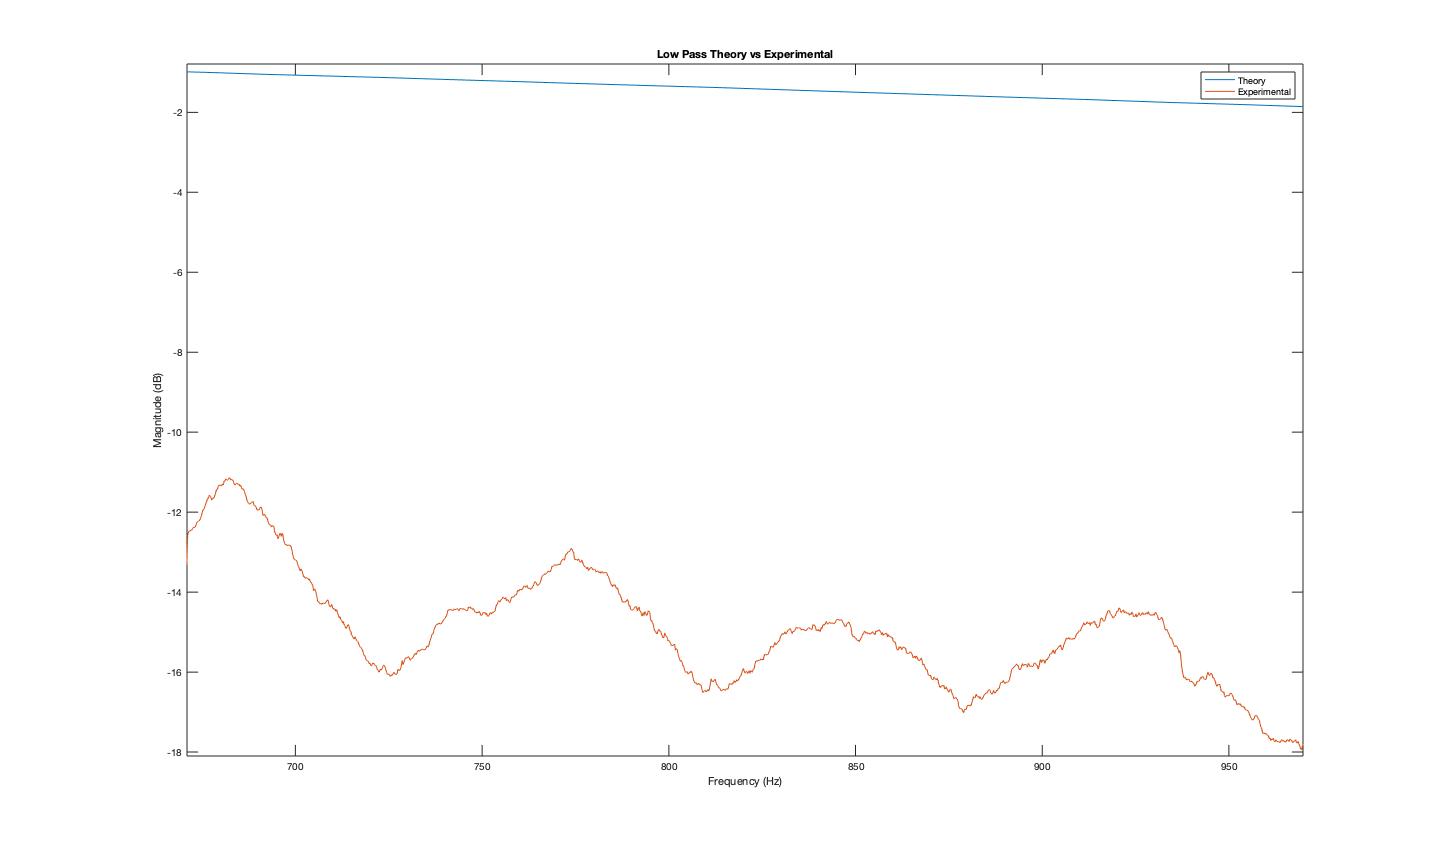 Low Pass Theory vs Experimental
Theory
Experimental
-2
-4
-6
-8
-10
-12
-14
-16
-18
Magnitude (dB)
700 750 800 850 900 950
Frequency (Hz)